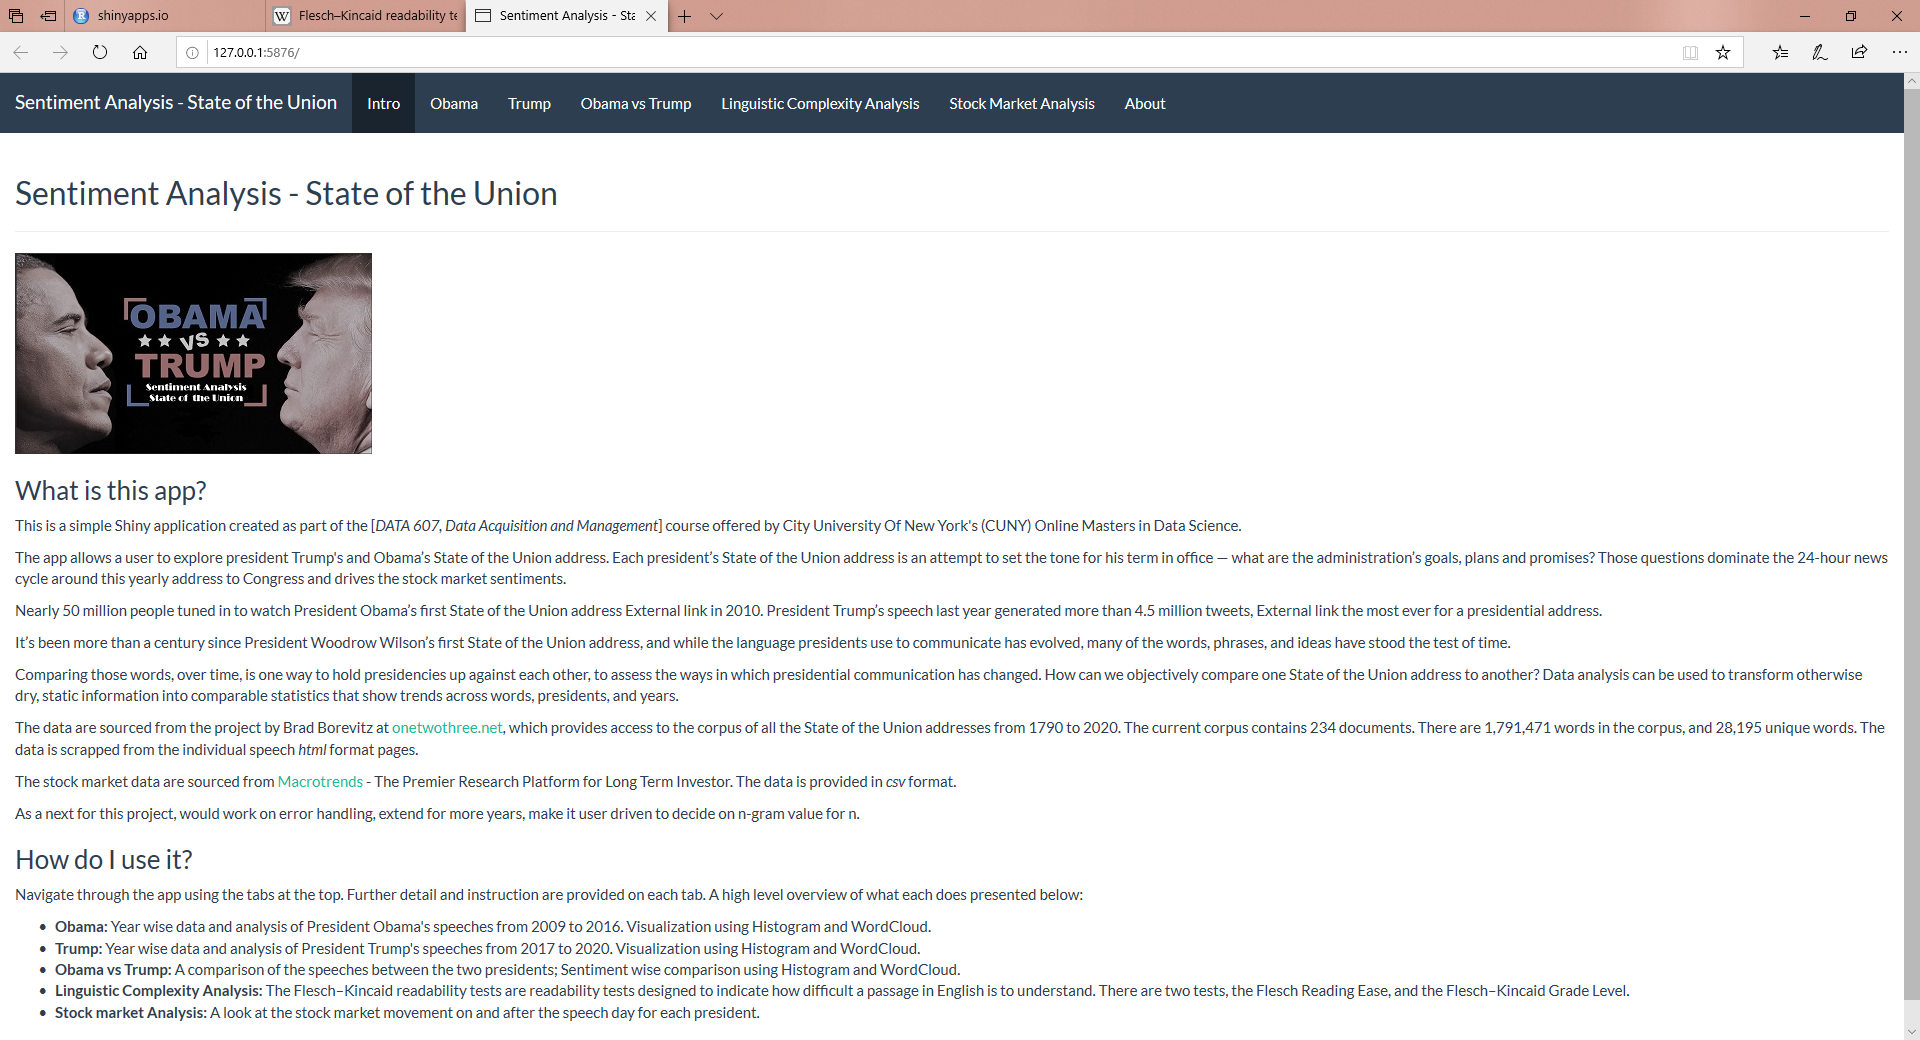 shinyapps.io
Flesch–Kincaid readability te
Sentiment Analysis - Sta
127.0.0.1:5876/
Sentiment Analysis - State of the Union Intro Obama Trump Obama vs Trump Linguistic Complexity Analysis Stock Market Analysis About
Sentiment Analysis - State of the Union
OBAMA
VS
TRUMP
Sentiment Analysis
State of the Union
What is this app?
This is a simple Shiny application created as part of the [DATA 607, Data Acquisition and Management] course offered by City University Of New York's (CUNY) Online Masters in Data Science.
The app allows a user to explore president Trump's and Obama’s State of the Union address. Each president’s State of the Union address is an attempt to set the tone for his term in office — what are the administration’s goals, plans and promises? Those questions dominate the 24-hour news
cycle around this yearly address to Congress and drives the stock market sentiments.
Nearly 50 million people tuned in to watch President Obama’s first State of the Union address External link in 2010. President Trump’s speech last year generated more than 4.5 million tweets, External link the most ever for a presidential address.
It’s been more than a century since President Woodrow Wilson’s first State of the Union address, and while the language presidents use to communicate has evolved, many of the words, phrases, and ideas have stood the test of time.
Comparing those words, over time, is one way to hold presidencies up against each other, to assess the ways in which presidential communication has changed. How can we objectively compare one State of the Union address to another? Data analysis can be used to transform otherwise
dry, static information into comparable statistics that show trends across words, presidents, and years.
The data are sourced from the project by Brad Borevitz at onetwothree.net, which provides access to the corpus of all the State of the Union addresses from 1790 to 2020. The current corpus contains 234 documents. There are 1,791,471 words in the corpus, and 28,195 unique words. The
data is scrapped from the individual speech html format pages.
The stock market data are sourced from Macrotrends - The Premier Research Platform for Long Term Investor. The data is provided in csv format.
As a next for this project, would work on error handling, extend for more years, make it user driven to decide on n-gram value for n.
How do I use it?
Navigate through the app using the tabs at the top. Further detail and instruction are provided on each tab. A high level overview of what each does presented below:
• Obama: Year wise data and analysis of President Obama's speeches from 2009 to 2016. Visualization using Histogram and WordCloud.
• Trump: Year wise data and analysis of President Trump's speeches from 2017 to 2020. Visualization using Histogram and WordCloud.
• Obama vs Trump: A comparison of the speeches between the two presidents; Sentiment wise comparison using Histogram and WordCloud.
• Linguistic Complexity Analysis: The Flesch–Kincaid readability tests are readability tests designed to indicate how difficult a passage in English is to understand. There are two tests, the Flesch Reading Ease, and the Flesch–Kincaid Grade Level.
• Stock market Analysis: A look at the stock market movement on and after the speech day for each president.